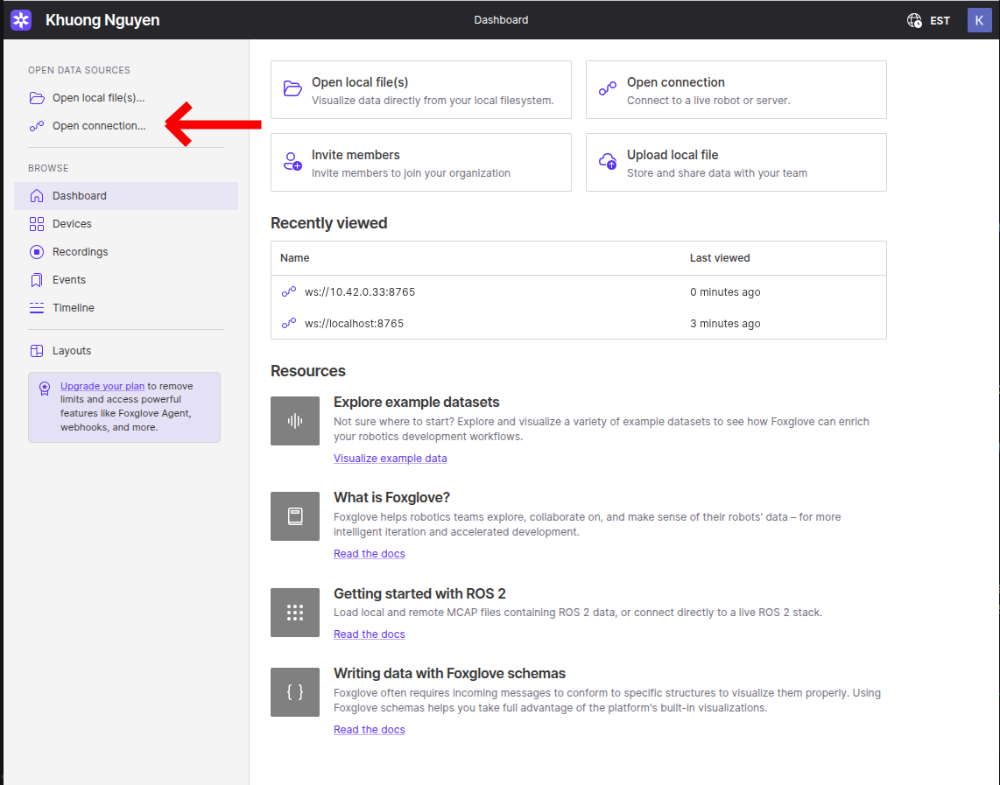 Khuong Nguyen
Dashboard
EST
K
OPEN DATA SOURCES
Open local file(s)...
Open connection...
BROWSE
Dashboard
Devices
Recordings
Events
Timeline
Layouts
Upgrade your plan to remove
limits and access powerful
features like Foxglove Agent,
webhooks, and more.
Open local file(s)
Visualize data directly from your local filesystem.
Open connection
Connect to a live robot or server.
Invite members
Invite members to join your organization
Upload local file
Store and share data with your team
Recently viewed
Name Last viewed
ws://10.42.0.33:8765 0 minutes ago
ws://localhost:8765 3 minutes ago
Resources
Explore example datasets
Not sure where to start? Explore and visualize a variety of example datasets to see how Foxglove can enrich
your robotics development workflows.
Visualize example data
What is Foxglove?
Foxglove helps robotics teams explore, collaborate on, and make sense of their robots' data – for more
intelligent iteration and accelerated development.
Read the docs
Getting started with ROS 2
Load local and remote MCAP files containing ROS 2 data, or connect directly to a live ROS 2 stack.
Read the docs
{ }
Writing data with Foxglove schemas
Foxglove often requires incoming messages to conform to specific structures to visualize them properly. Using
Foxglove schemas helps you take full advantage of the platform's built-in visualizations.
Read the docs